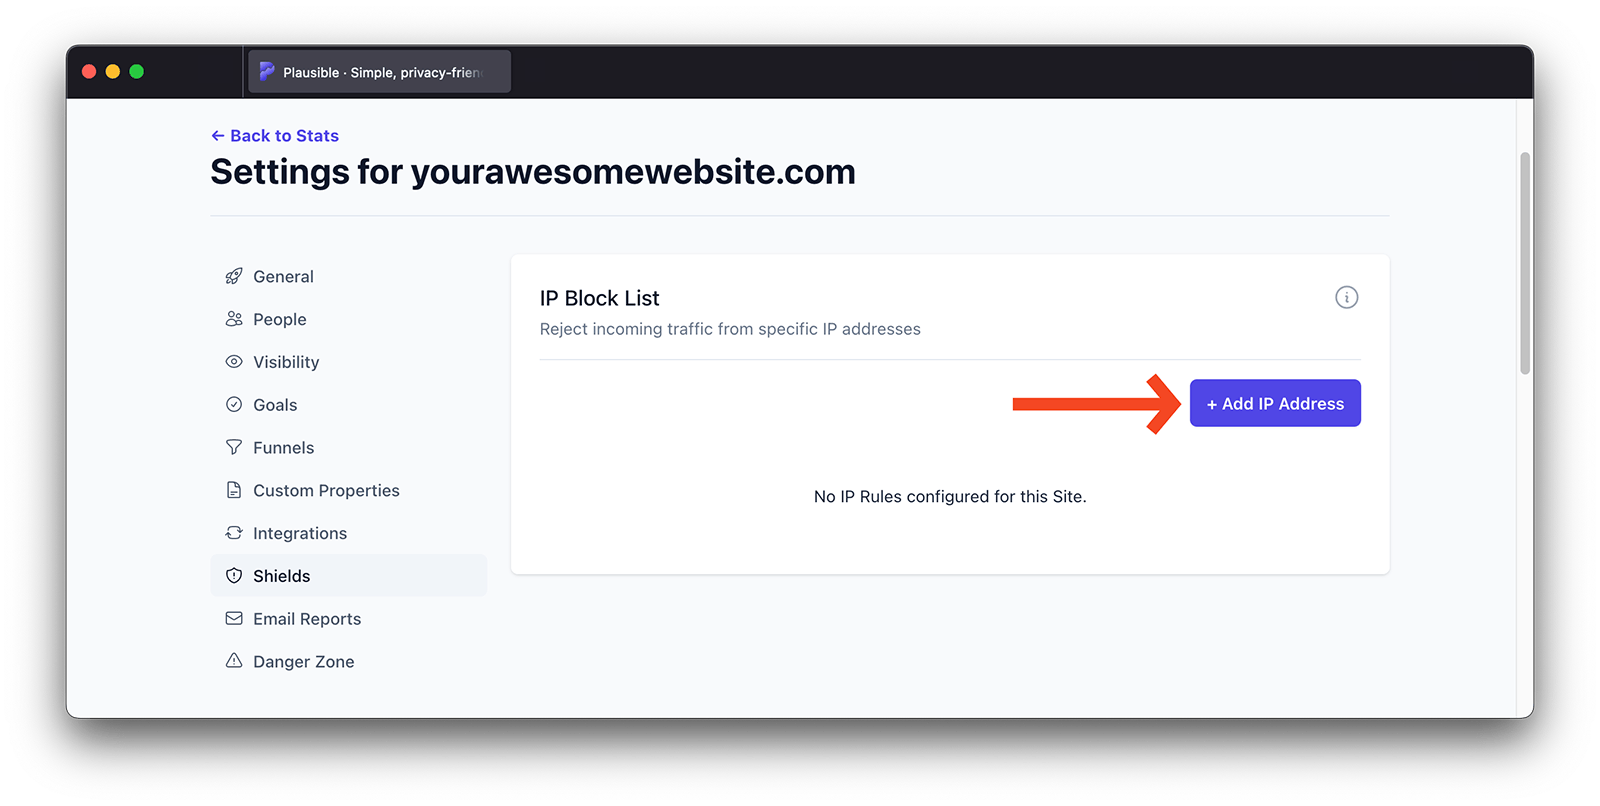 Plausible · Simple, privacy-frien
← Back to Stats
Settings for yourawesomewebsite.com
General
People
Visibility
Goals
Funnels
Custom Properties
Integrations
Shields
Email Reports
Danger Zone
IP Block List
Reject incoming traffic from specific IP addresses
+ Add IP Address
No IP Rules configured for this Site.